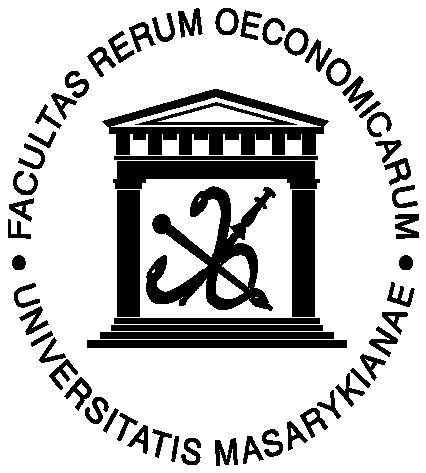 FACULTAS RERUM OECONOMICARUM
• UNIVERSITATIS MASARYKIANAE •